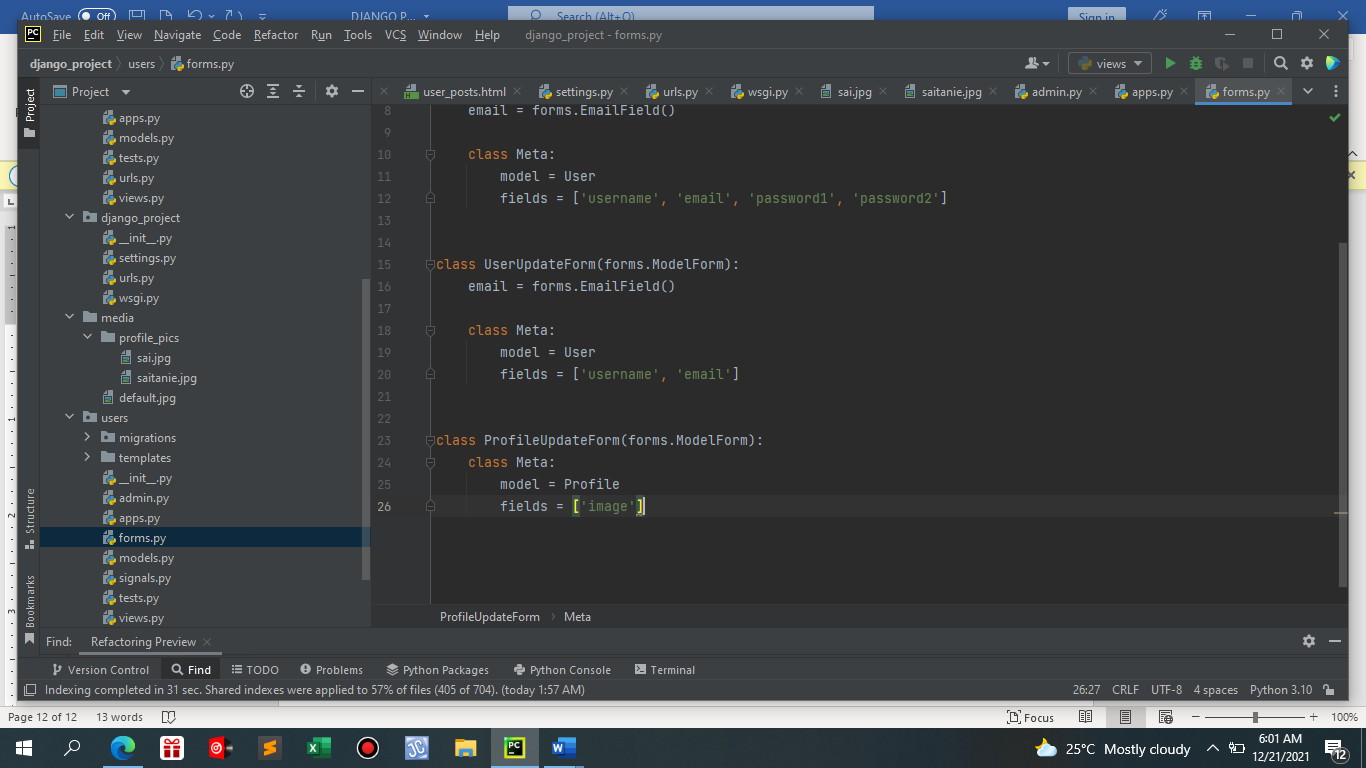 AutoSave Off DJANGO P... Search (Alt+Q) Sign in
PC File Edit View Navigate Code Refactor Run Tools VCS Window Help django_project - forms.py
django_project users forms.py views
Project user_posts.html settings.py urls.py wsgi.py sai.jpg saitanie.jpg admin.py apps.py forms.py
Project
Structure
Bookmarks
apps.py
models.py
tests.py
urls.py
views.py
django_project
__init__.py
settings.py
urls.py
wsgi.py
media
profile_pics
sai.jpg
saitanie.jpg
default.jpg
users
migrations
templates
__init__.py
admin.py
apps.py
forms.py
models.py
signals.py
tests.py
views.py
8 email = forms.EmailField()
9
10 class Meta:
11 model = User
12 fields = ['username', 'email', 'password1', 'password2']
13
14
15 class UserUpdateForm(forms.ModelForm):
16 email = forms.EmailField()
17
18 class Meta:
19 model = User
20 fields = ['username', 'email']
21
22
23 class ProfileUpdateForm(forms.ModelForm):
24 class Meta:
25 model = Profile
26 fields = ['image']
ProfileUpdateForm Meta
Find: Refactoring Preview
Version Control Find TODO Problems Python Packages Python Console Terminal
Indexing completed in 31 sec. Shared indexes were applied to 57% of files (405 of 704). (today 1:57 AM) 26:27 CRLF UTF-8 4 spaces Python 3.10
Page 12 of 12 13 words Focus 100%
25°C Mostly cloudy 6:01 AM
12/21/2021
12